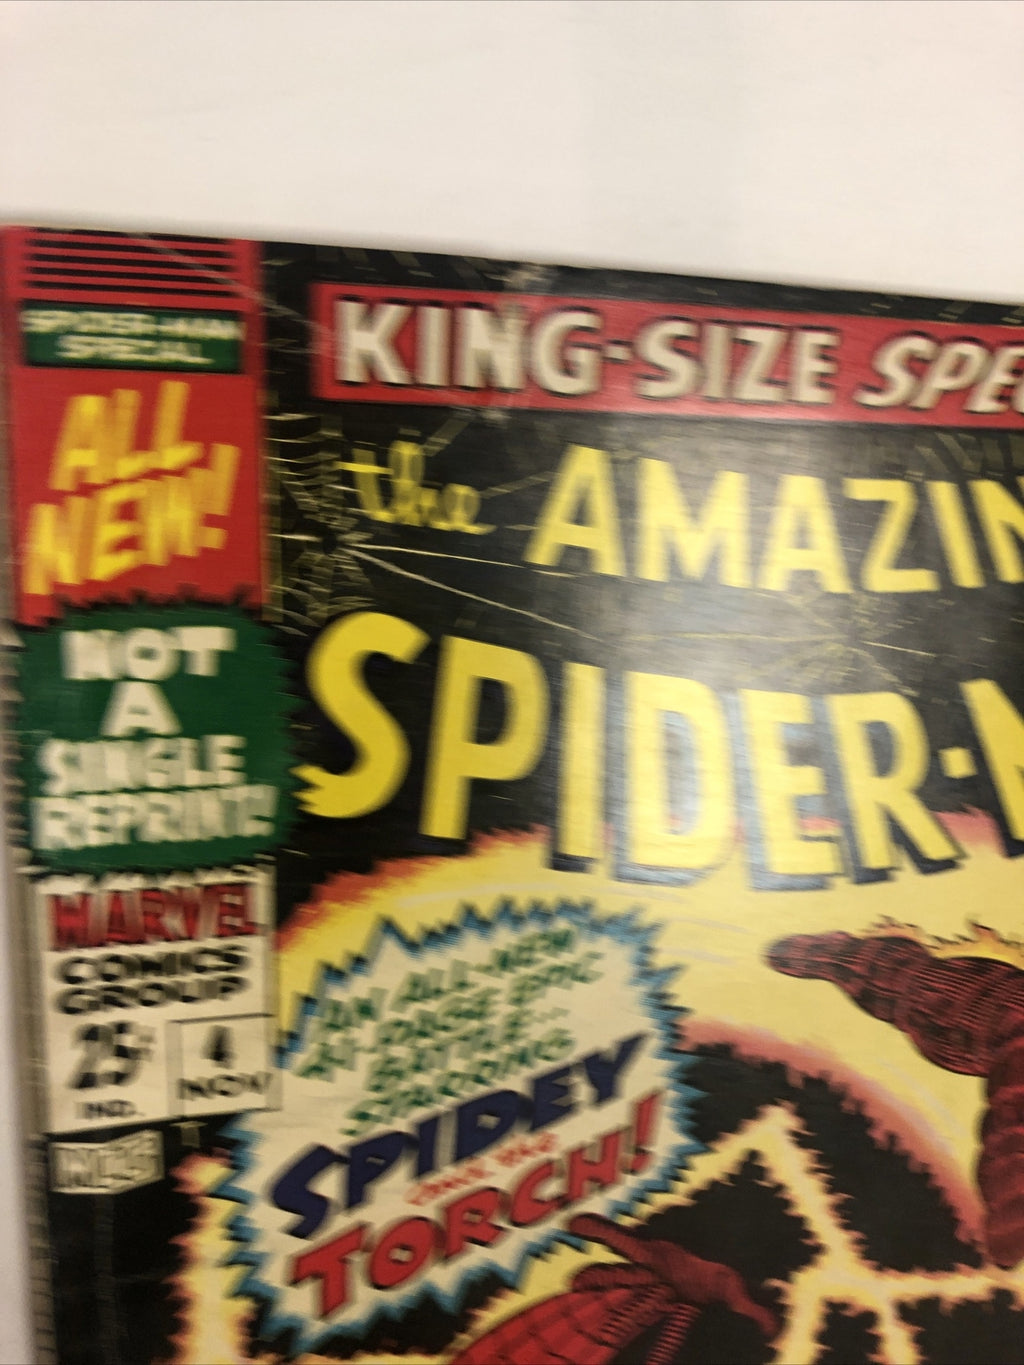 SPIDER-MAN
SPECIAL
ALL
NEW!
NOT
A
SINGLE
REPRINT!
MARVEL
COMICS
GROUP
25¢
IND.
4
NOV
KING-SIZE SPE
the AMAZIN
SPIDER-M
AN ALL-NEW
41-PAGE EPIC
BATTLE--
STARRING
SPIDEY
and the
TORCH!